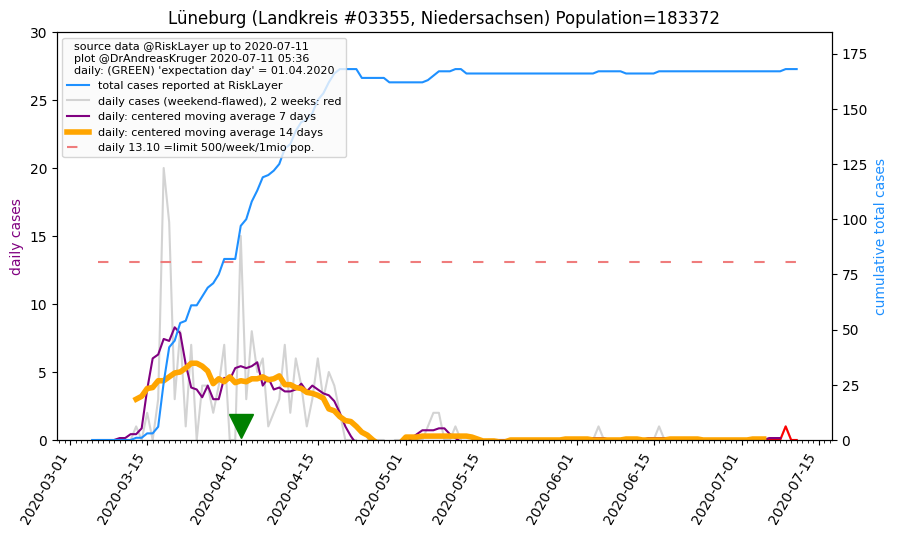 Lüneburg (Landkreis #03355, Niedersachsen) Population=183372
source data @RiskLayer up to 2020-07-11
plot @DrAndreasKruger 2020-07-11 05:36
daily: (GREEN) 'expectation day' = 01.04.2020
total cases reported at RiskLayer
daily cases (weekend-flawed), 2 weeks: red
daily: centered moving average 7 days
daily: centered moving average 14 days
daily 13.10 =limit 500/week/1mio pop.
daily cases
30
25
20
15
10
5
0
cumulative total cases
175
150
125
100
75
50
25
0
2020-03-01
2020-03-15
2020-04-01
2020-04-15
2020-05-01
2020-05-15
2020-06-01
2020-06-15
2020-07-01
2020-07-15